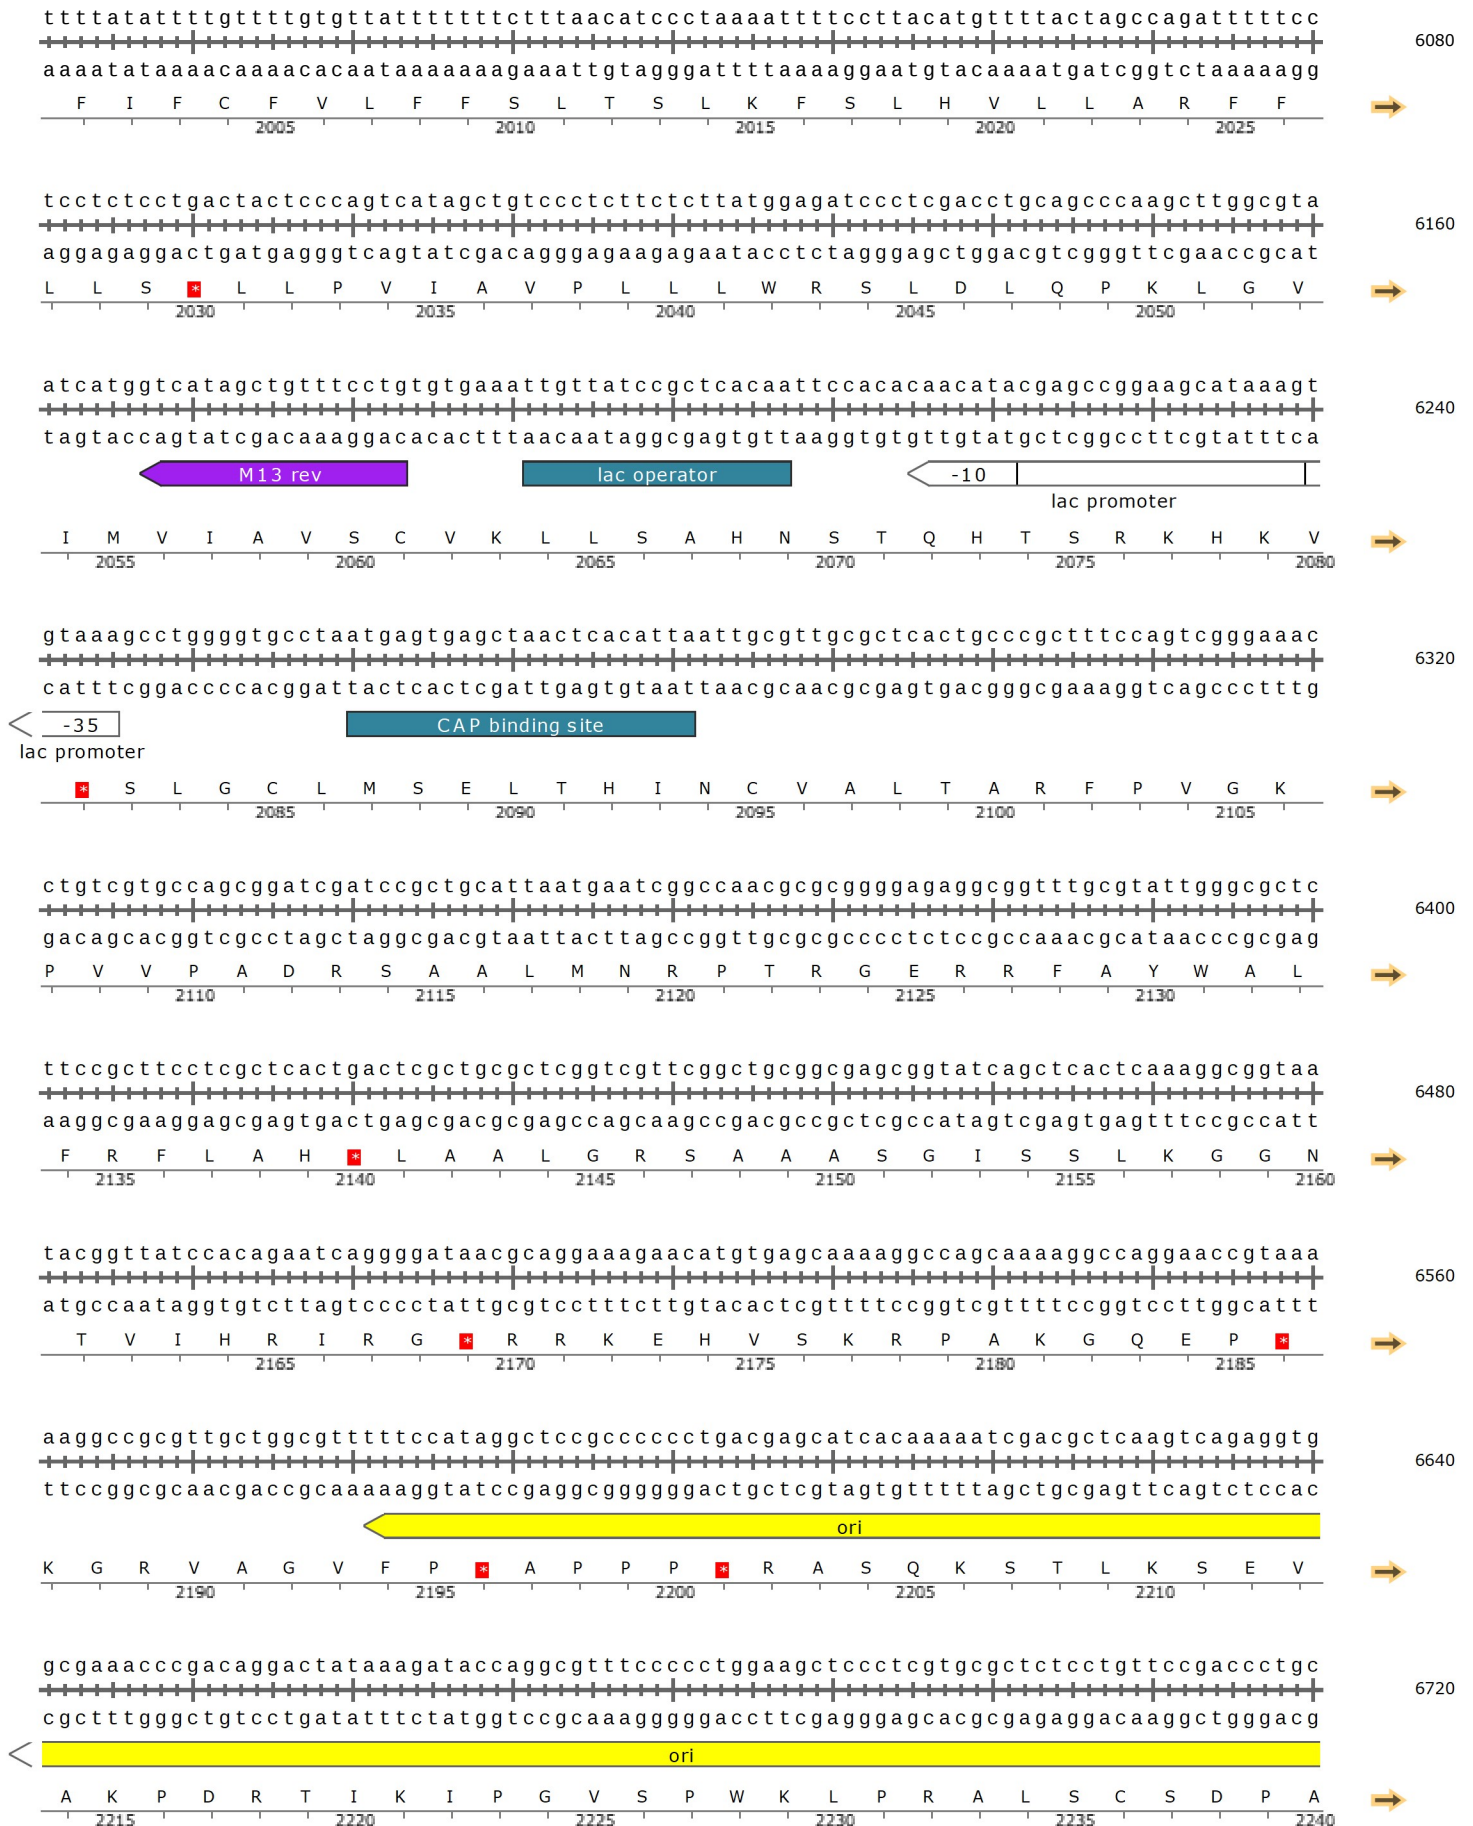 ttttatattttgttttgtgttattttttttctttaacatccctaaaattttccttacatgttttactagccagatttttcc
6080
aaaatataaaacaaaacacaataaaaaaagaaattgtagggattttaaaaggaatgtacaaaatgatcggtctaaaaagg
F I F C F V L F F S L T S L K F S L H V L L A R F F
2005 2010 2015 2020 2025
tcctctcctgactactcccagtcatagctgtccctcttctcttatggagatccctcgacctgcagcccaagcttggcgta
6160
aggagaggactgatgagggtcagtatcgacagggagaagagaatacctctagggagctggacgtcgggttcgaaccgcat
L L S * L L P V I A V P L L L W R S L D L Q P K L G V
2030 2035 2040 2045 2050
atcatggtcatagctgtttcctgtgtgaaattgttatccgctcacaattccacacaacatacgagccggaagcataaagt
6240
tagtaccagtatcgacaaaggacacactttaacaataggcgagtgttaaggtgtgttgtatgctcggccttcgtatttca
M13 rev lac operator -10
lac promoter
I M V I A V S C V K L L S A H N S T Q H T S R K H K V
2055 2060 2065 2070 2075 2080
gtaaagcctggggtgcctaatgagtgagctaactcacattaattgcgttgcgctcactgcccgctttccagtcgggaaac
6320
catttcggaccccacggattactcactcgattgagtgtaattaacgcaacgcgagtgacgggcgaaaggtcagccctttg
-35 CAP binding site
lac promoter
* S L G C L M S E L T H I N C V A L T A R F P V G K
2085 2090 2095 2100 2105
ctgtcgtgccagcggatcgatccgctgcattaatgaatcggccaacgcgcggggagaggcggtttgcgtattgggcgctc
6400
gacagcacggtcgcctagctaggcgacgtaattacttagccggttgcgcgcccctctccgccaaacgcataacccgcgag
P V V P A D R S A A L M N R P T R G E R R F A Y W A L
2110 2115 2120 2125 2130
ttccgcttcctcgctcactgactcgctgcgctcggtcgttcggctgcggcgagcggtatcagctcactcaaaggcggtaa
6480
aaggcgaaggagcgagtgactgagcgacgcgagccagcaagccgacgccgctcgccatagtcgagtgagtttccgccatt
F R F L A H * L A A L G R S A A A S G I S S L K G G N
2135 2140 2145 2150 2155 2160
tacggttatccacagaatcaggggataacgcaggaaagaacatgtgagcaaaaggccagcaaaaggccaggaaccgtaaa
6560
atgccaataggtgtcttagtcccctattgcgtcctttcttgtacactcgttttccggtcgttttccggtccttggcattt
T V I H R I R G * R R K E H V S K R P A K G Q E P *
2165 2170 2175 2180 2185
aaggccgcgttgctggcgtttttccataggctccgcccccctgacgagcatcacaaaaatcgacgctcaagtcagaggtg
6640
ttccggcgcaacgaccgcaaaaaggtatccgaggcggggggactgctcgtagtgtttttagctgcgagttcagtctccac
ori
K G R V A G V F P * A P P P * R A S Q K S T L K S E V
2190 2195 2200 2205 2210
gcgaaacccgacaggactataaagataccaggcgtttccccctggaagctccctcgtgcgctctcctgttccgaccctgc
6720
cgctttgggctgtcctgatatttctatggtccgcaaagggggaccttcgagggagcacgcgagaggacaaggctgggacg
ori
A K P D R T I K I P G V S P W K L P R A L S C S D P A
2215 2220 2225 2230 2235 2240